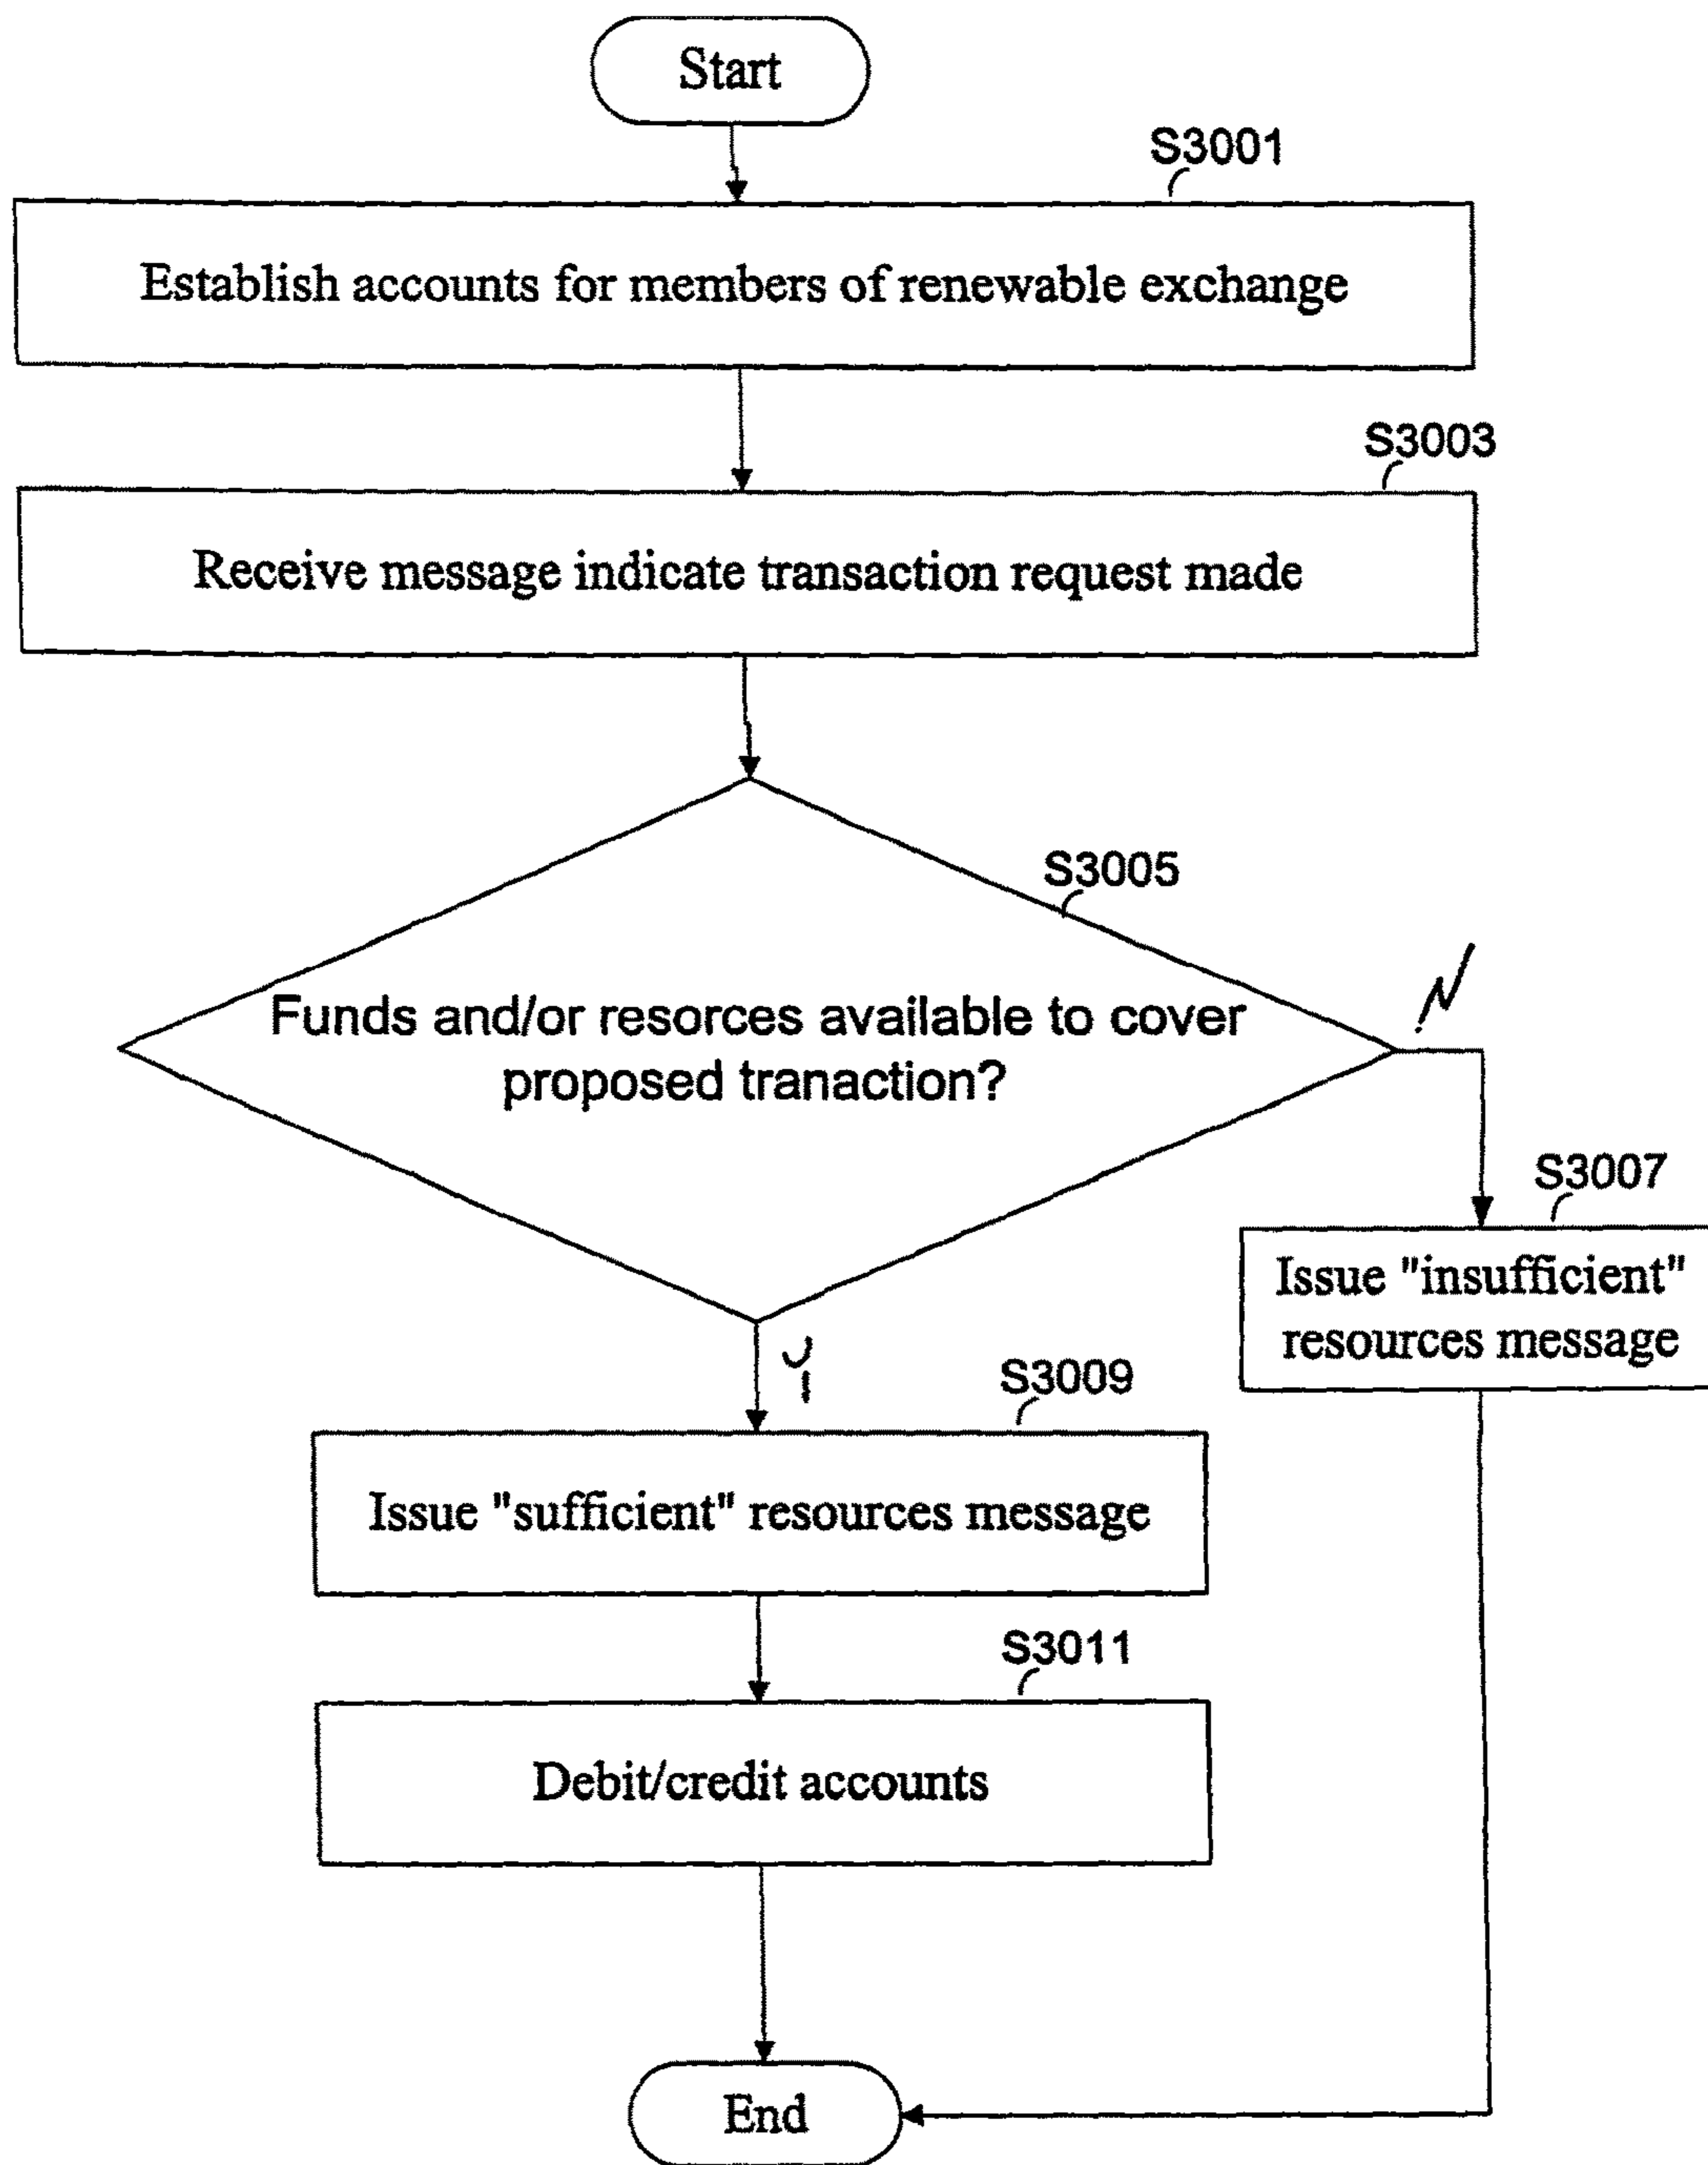 Start
S3001
Establish accounts for members of renewable exchange
S3003
Receive message indicate transaction request made
S3005
Funds and/or resorces available to cover
proposed tranaction?
N
S3007
Issue "insufficient"
resources message
Y
S3009
Issue "sufficient" resources message
S3011
Debit/credit accounts
End